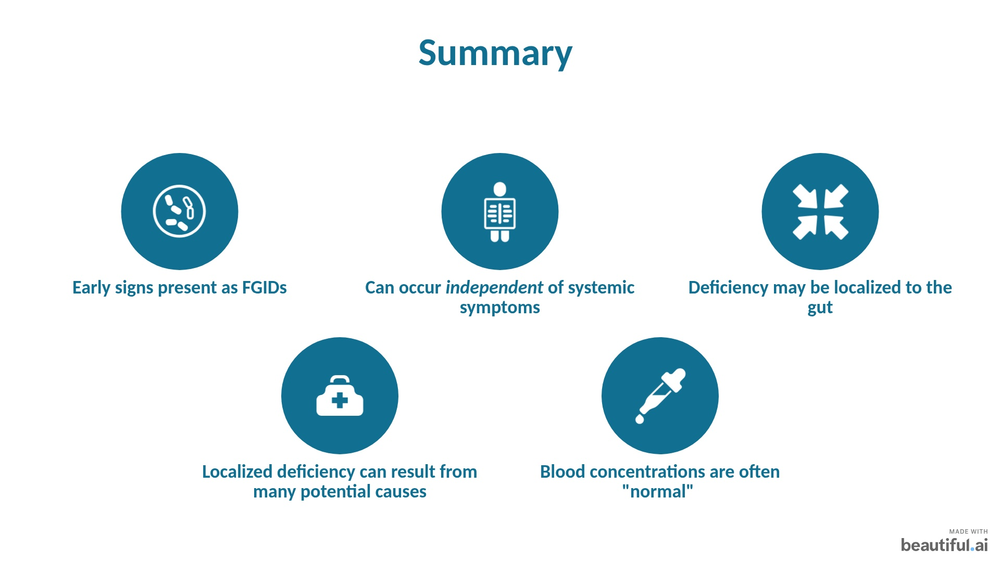 Summary
Early signs present as FGIDs
Can occur independent of systemic
symptoms
Deficiency may be localized to the
gut
Localized deficiency can result from
many potential causes
Blood concentrations are often
"normal"
MADE WITH
beautiful.ai